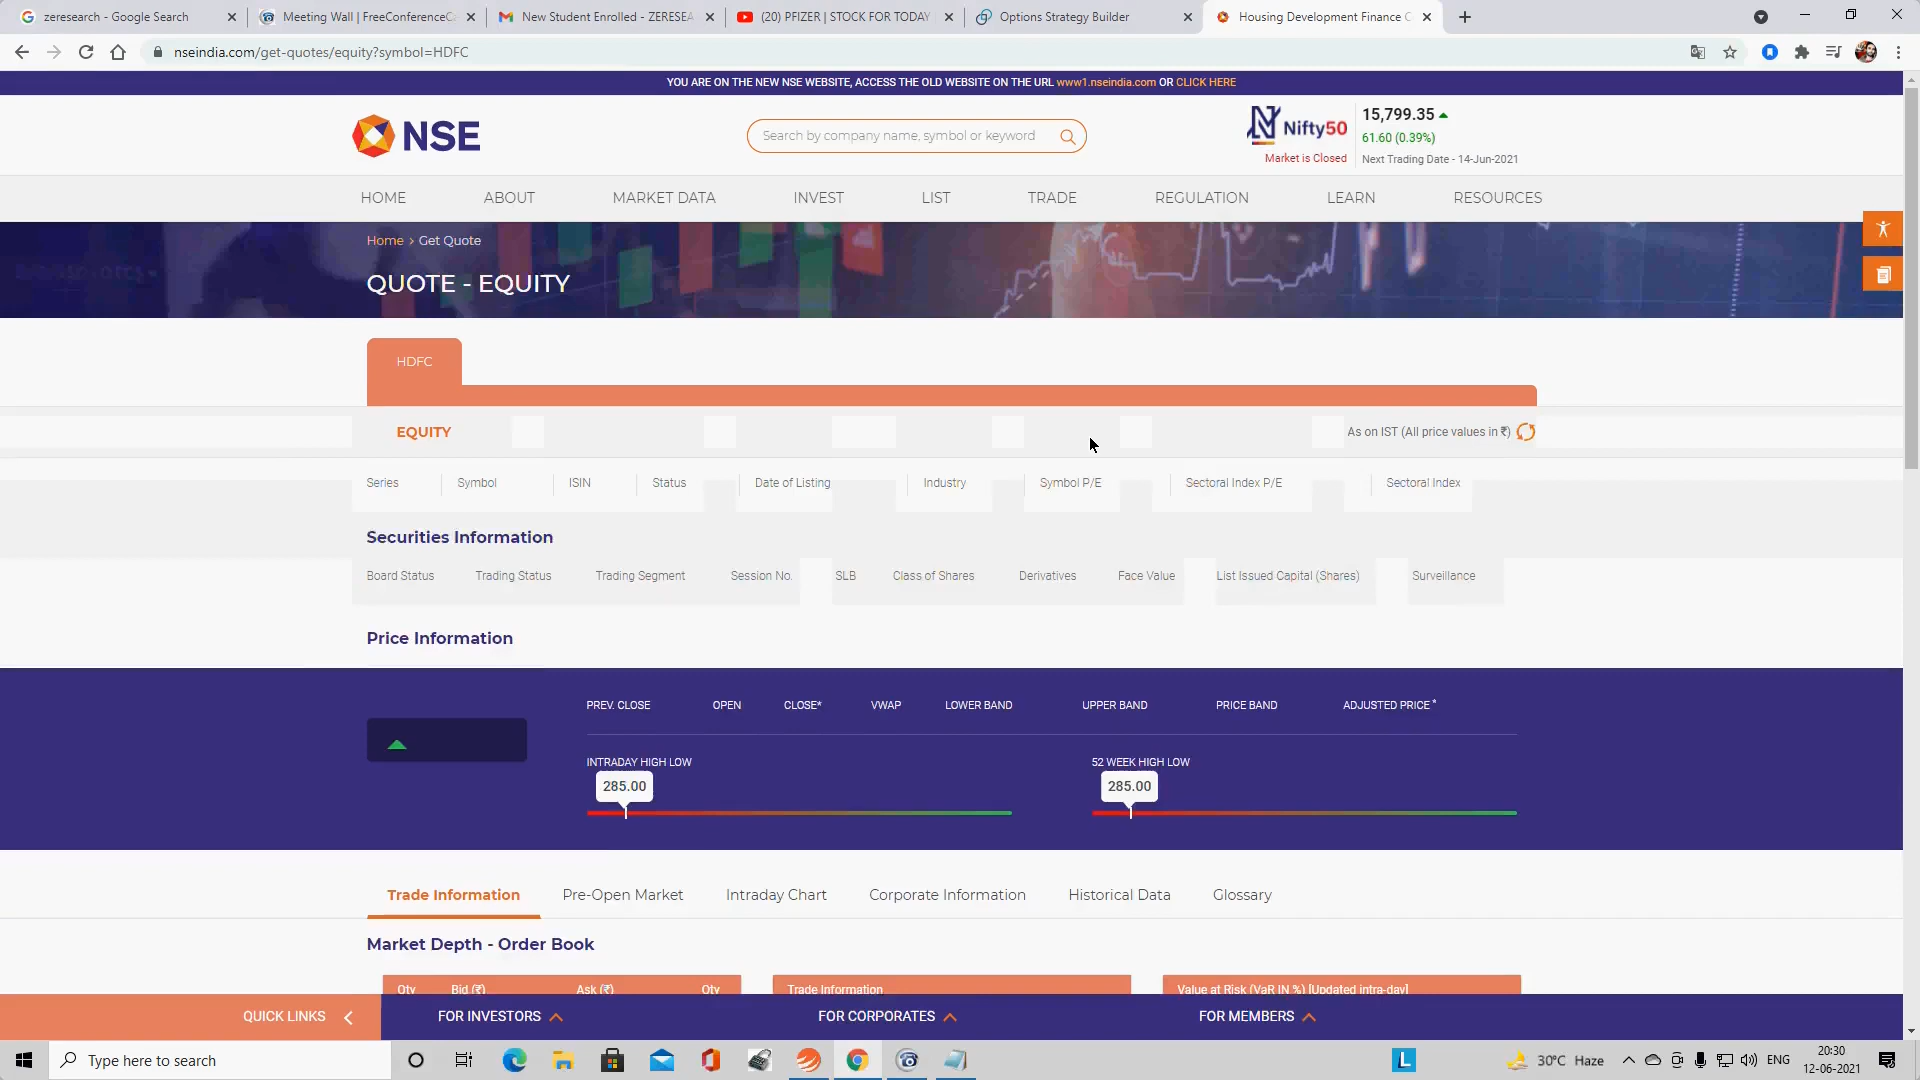 zeresearch - Google Search
Meeting Wall | FreeConferenceCa
New Student Enrolled - ZERESEA
(20) PFIZER | STOCK FOR TODAY
Options Strategy Builder
Housing Development Finance C
nseindia.com/get-quotes/equity?symbol=HDFC
YOU ARE ON THE NEW NSE WEBSITE, ACCESS THE OLD WEBSITE ON THE URL www1.nseindia.com OR CLICK HERE
NSE
Search by company name, symbol or keyword
Nifty50
Market is Closed
15,799.35
61.60 (0.39%)
Next Trading Date - 14-Jun-2021
HOME ABOUT MARKET DATA INVEST LIST TRADE REGULATION LEARN RESOURCES
Home > Get Quote
QUOTE - EQUITY
HDFC
EQUITY
As on IST (All price values in ₹)
Series Symbol ISIN Status Date of Listing Industry Symbol P/E Sectoral Index P/E Sectoral Index
Securities Information
Board Status Trading Status Trading Segment Session No. SLB Class of Shares Derivatives Face Value List Issued Capital (Shares) Surveillance
Price Information
PREV. CLOSE OPEN CLOSE* VWAP LOWER BAND UPPER BAND PRICE BAND ADJUSTED PRICE*
INTRADAY HIGH LOW 52 WEEK HIGH LOW
285.00 285.00
Trade Information Pre-Open Market Intraday Chart Corporate Information Historical Data Glossary
Market Depth - Order Book
Qty Bid (₹) Ask (₹) Qty Trade Information Value at Risk (VaR IN %) [Updated intra-day]
QUICK LINKS FOR INVESTORS FOR CORPORATES FOR MEMBERS
Type here to search
L
30°C Haze
ENG
20:30
12-06-2021